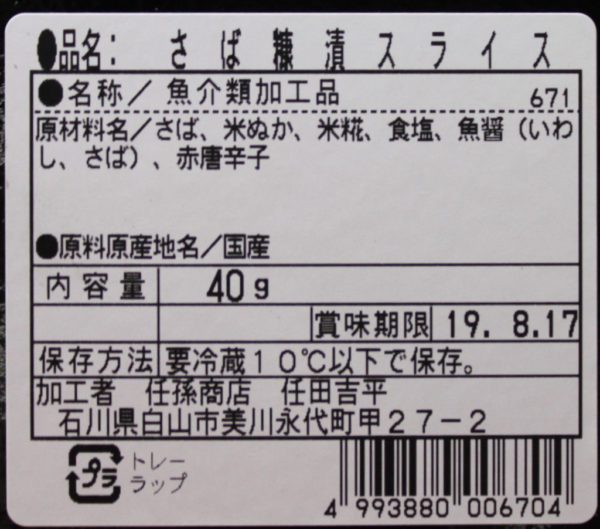 ●品名: さば糠漬スライス
●名称／魚介類加工品 671
原材料名／さば、米ぬか、米糀、食塩、魚醤（いわ
し、さば）、赤唐辛子
●原料原産地名／国産
内容量 40g
賞味期限 19. 8.17
保存方法 要冷蔵10℃以下で保存。
加工者 任孫商店 任田吉平
石川県白山市美川永代町甲27-2
プラ トレー
ラップ
4 993880 006704